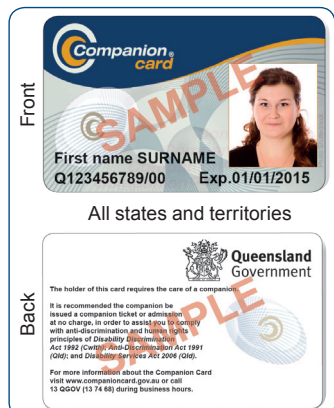 Front
Companion®
card
SAMPLE
First name SURNAME
Q123456789/00 Exp.01/01/2015
All states and territories
Back
Queensland
Government
The holder of this card requires the care of a companion.
It is recommended the companion be
issued a companion ticket or admission
at no charge, in order to assist you to comply
with anti-discrimination and human rights
principles of Disability Discrimination
Act 1992 (Cwlth); Anti-Discrimination Act 1991
(Qld); and Disability Services Act 2006 (Qld).
SAMPLE
For more information about the Companion Card
visit www.companioncard.gov.au or call
13 QGOV (13 74 68) during business hours.